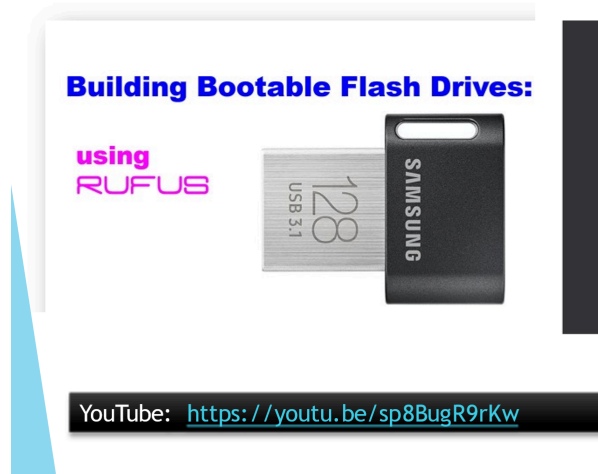 Building Bootable Flash Drives:
using
RUFUS
128
USB 3.1
SAMSUNG
YouTube: https://youtu.be/sp8BugR9rKw